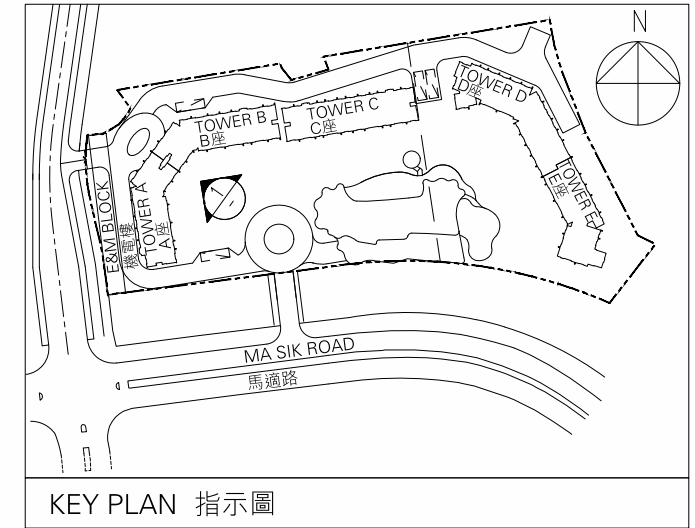 N
TOWER D
D座
TOWER C
C座
TOWER B
B座
TOWER A
A座
TOWER E
E座
E&M BLOCK
機電樓
1
MA SIK ROAD
馬適路
KEY PLAN 指示圖